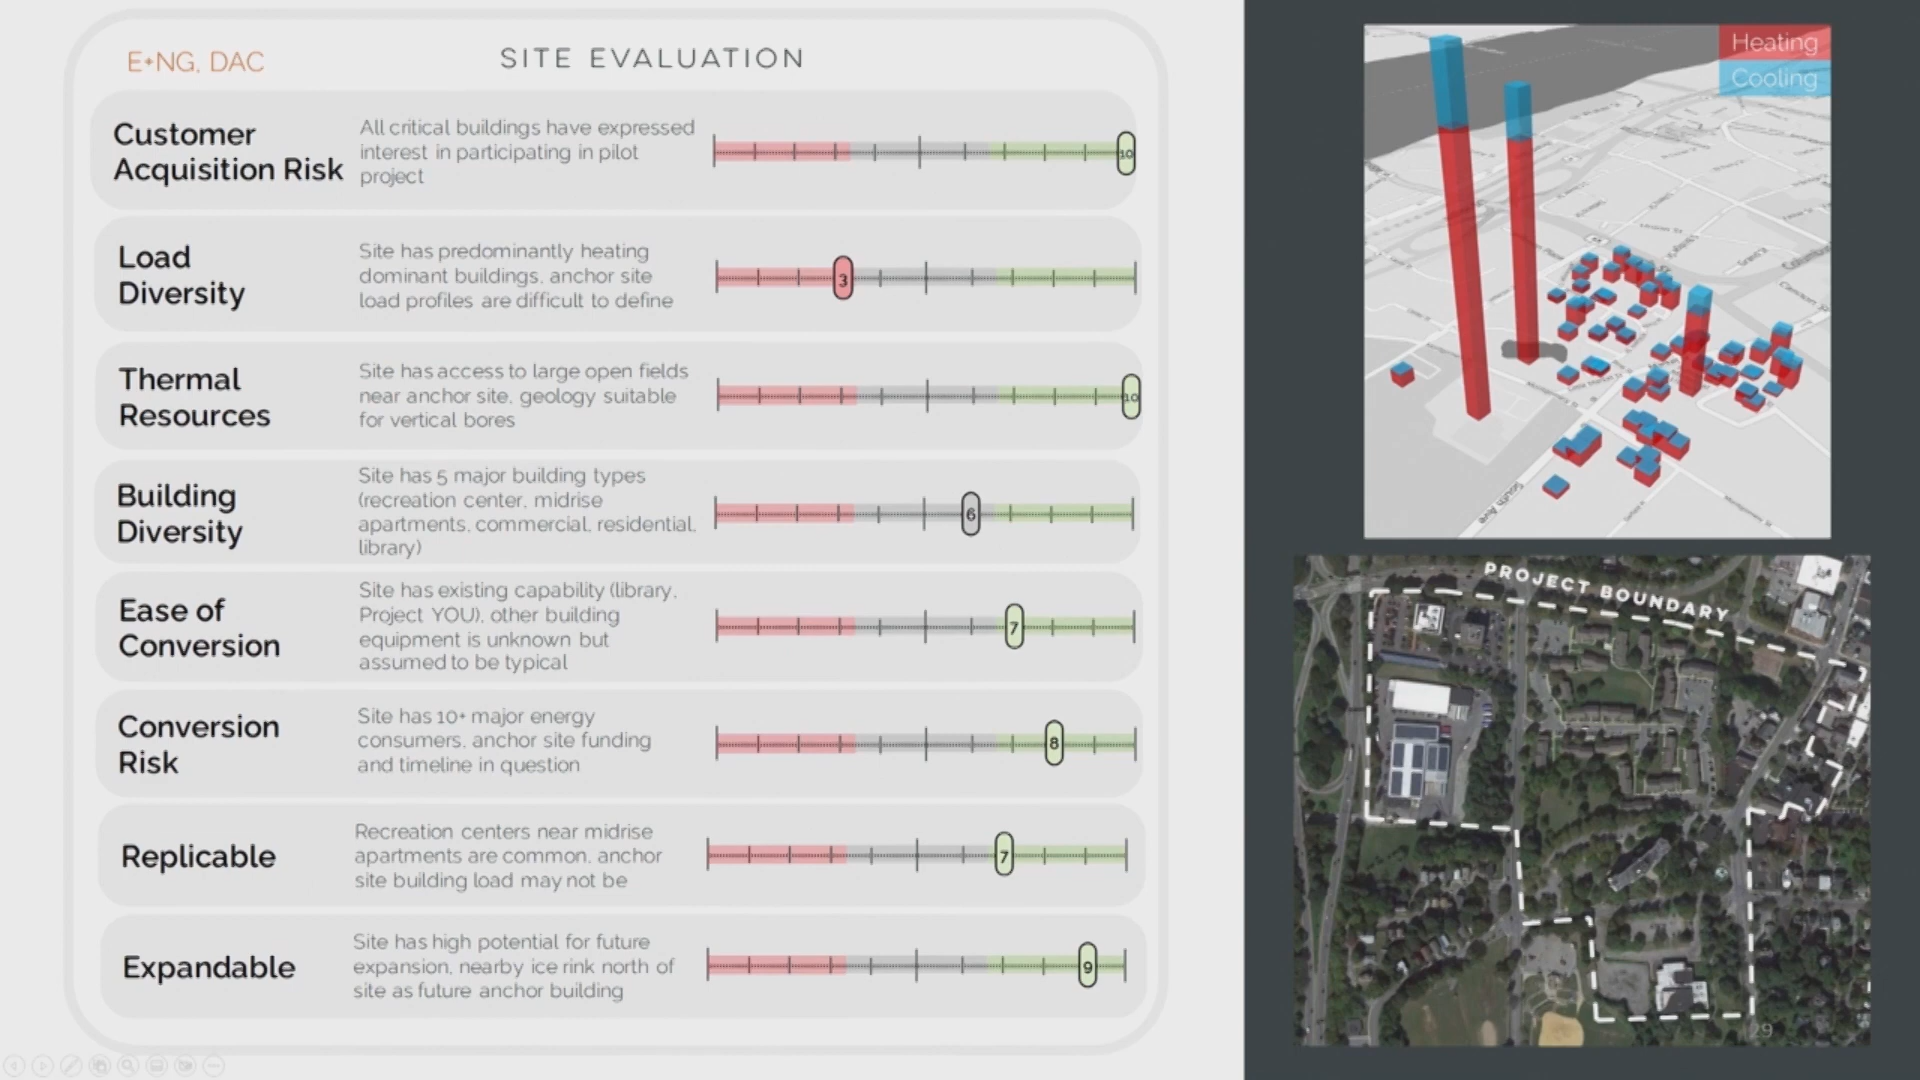 E+NG, DAC
SITE EVALUATION
Customer
Acquisition Risk
All critical buildings have expressed
interest in participating in pilot
project
10
Load
Diversity
Site has predominantly heating
dominant buildings, anchor site
load profiles are difficult to define
3
Thermal
Resources
Site has access to large open fields
near anchor site, geology suitable
for vertical bores
10
Building
Diversity
Site has 5 major building types
(recreation center, midrise
apartments, commercial, residential,
library)
6
Ease of
Conversion
Site has existing capability (library,
Project YOU), other building
equipment is unknown but
assumed to be typical
7
Conversion
Risk
Site has 10+ major energy
consumers, anchor site funding
and timeline in question
8
Replicable
Recreation centers near midrise
apartments are common, anchor
site building load may not be
7
Expandable
Site has high potential for future
expansion, nearby ice rink north of
site as future anchor building
9
Heating
Cooling
South Ave
PROJECT BOUNDARY
29